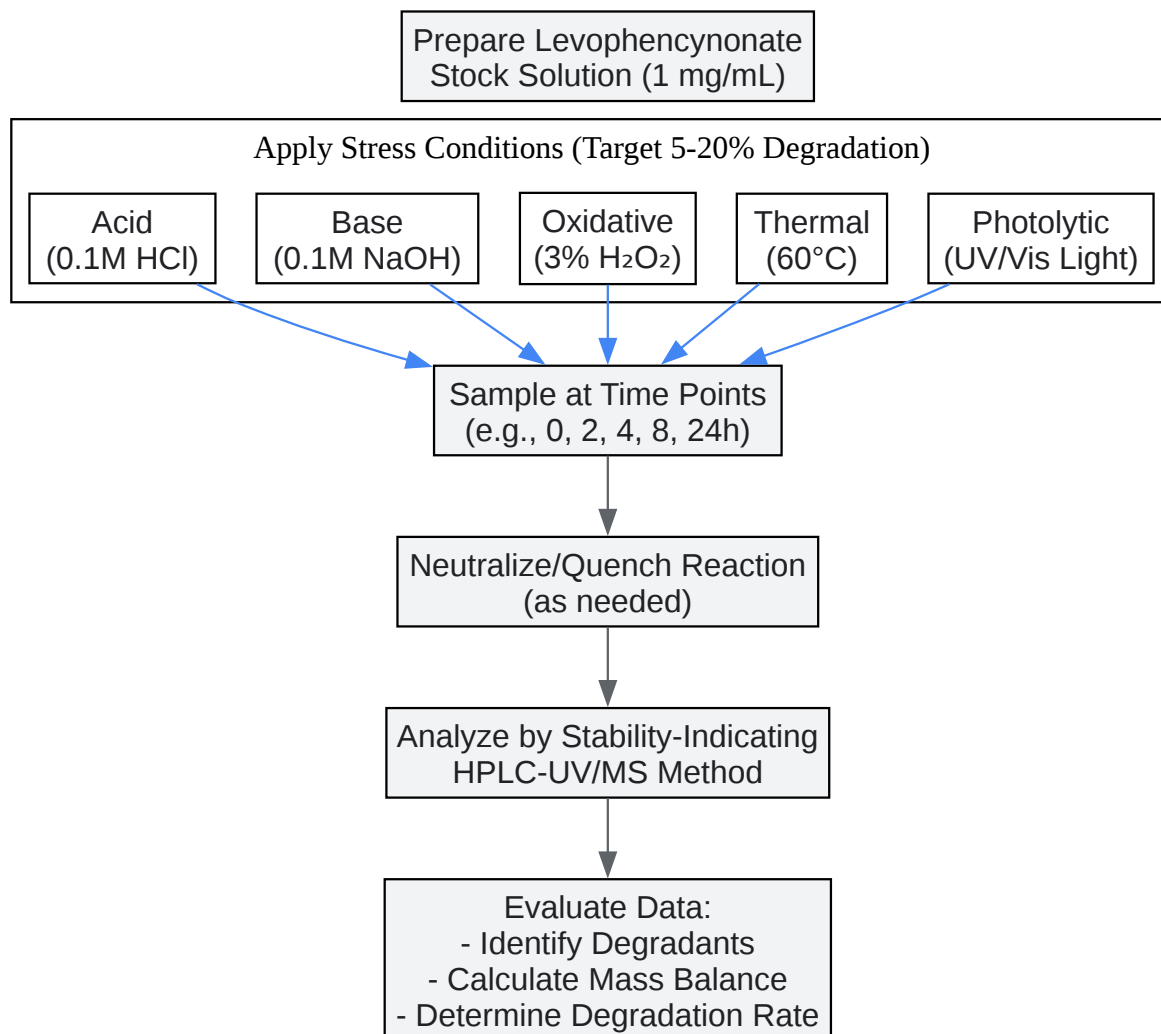 Prepare Levophencynonate
Stock Solution (1 mg/mL)
Apply Stress Conditions (Target 5-20% Degradation)
Acid
(0.1M HCl)
Base
(0.1M NaOH)
Oxidative
(3% H₂O₂)
Thermal
(60°C)
Photolytic
(UV/Vis Light)
Sample at Time Points
(e.g., 0, 2, 4, 8, 24h)
Neutralize/Quench Reaction
(as needed)
Analyze by Stability-Indicating
HPLC-UV/MS Method
Evaluate Data:
- Identify Degradants
- Calculate Mass Balance
- Determine Degradation Rate